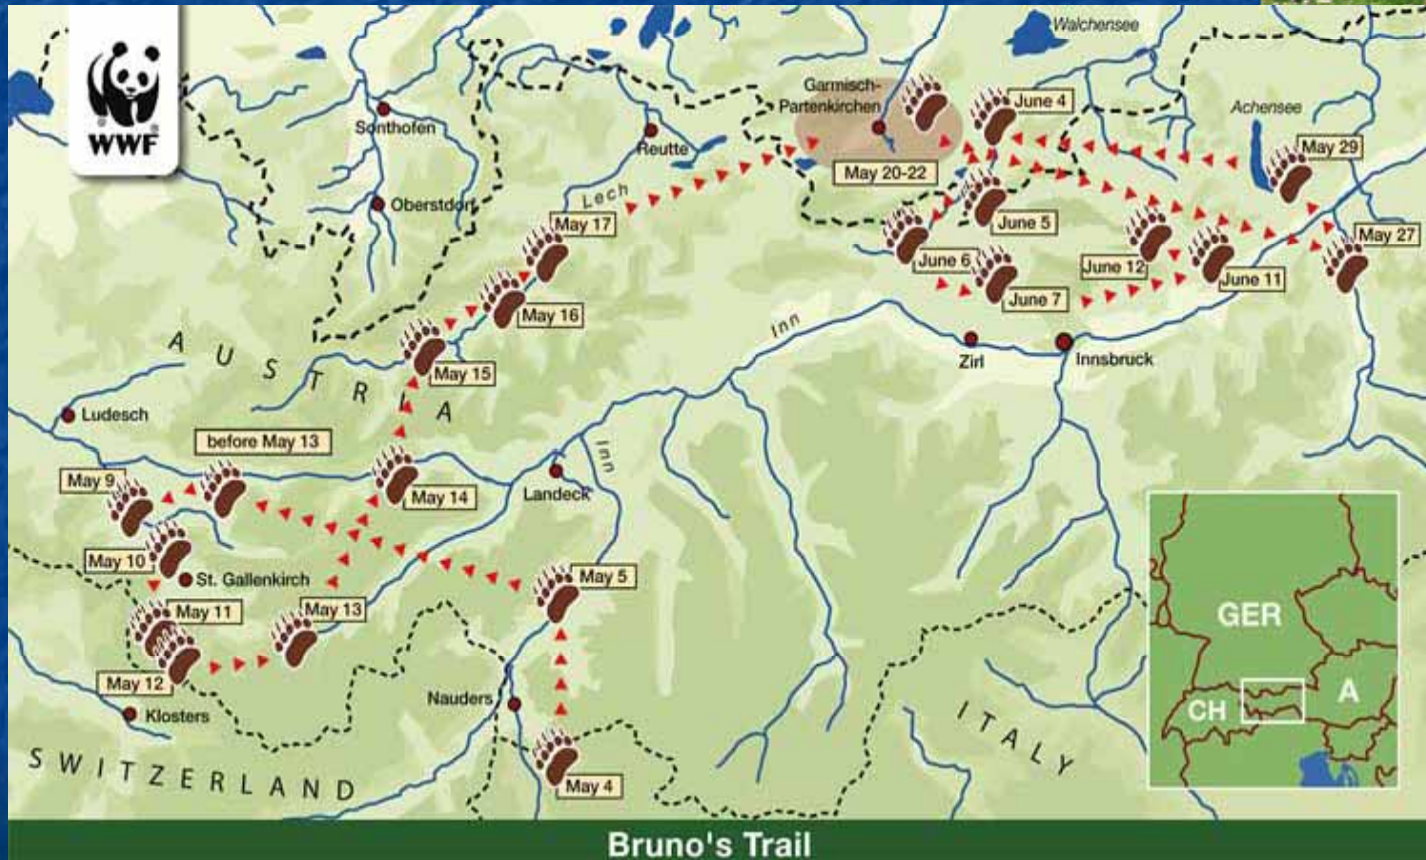 WWF
Walchensee
Garmisch-
Partenkirchen
June 4
Achensee
Sonthofen
Reutte
May 29
May 20-22
Oberstdorf
Lech
May 17
June 5
May 27
June 6
June 12
June 11
June 7
May 16
Inn
Zirl
Innsbruck
AUSTRIA
May 15
Ludesch
before May 13
May 9
May 14
Landeck
Inn
May 10
St. Gallenkirch
May 5
May 11
May 13
May 12
Klosters
Nauders
May 4
SWITZERLAND
ITALY
GER
A
CH
Bruno's Trail